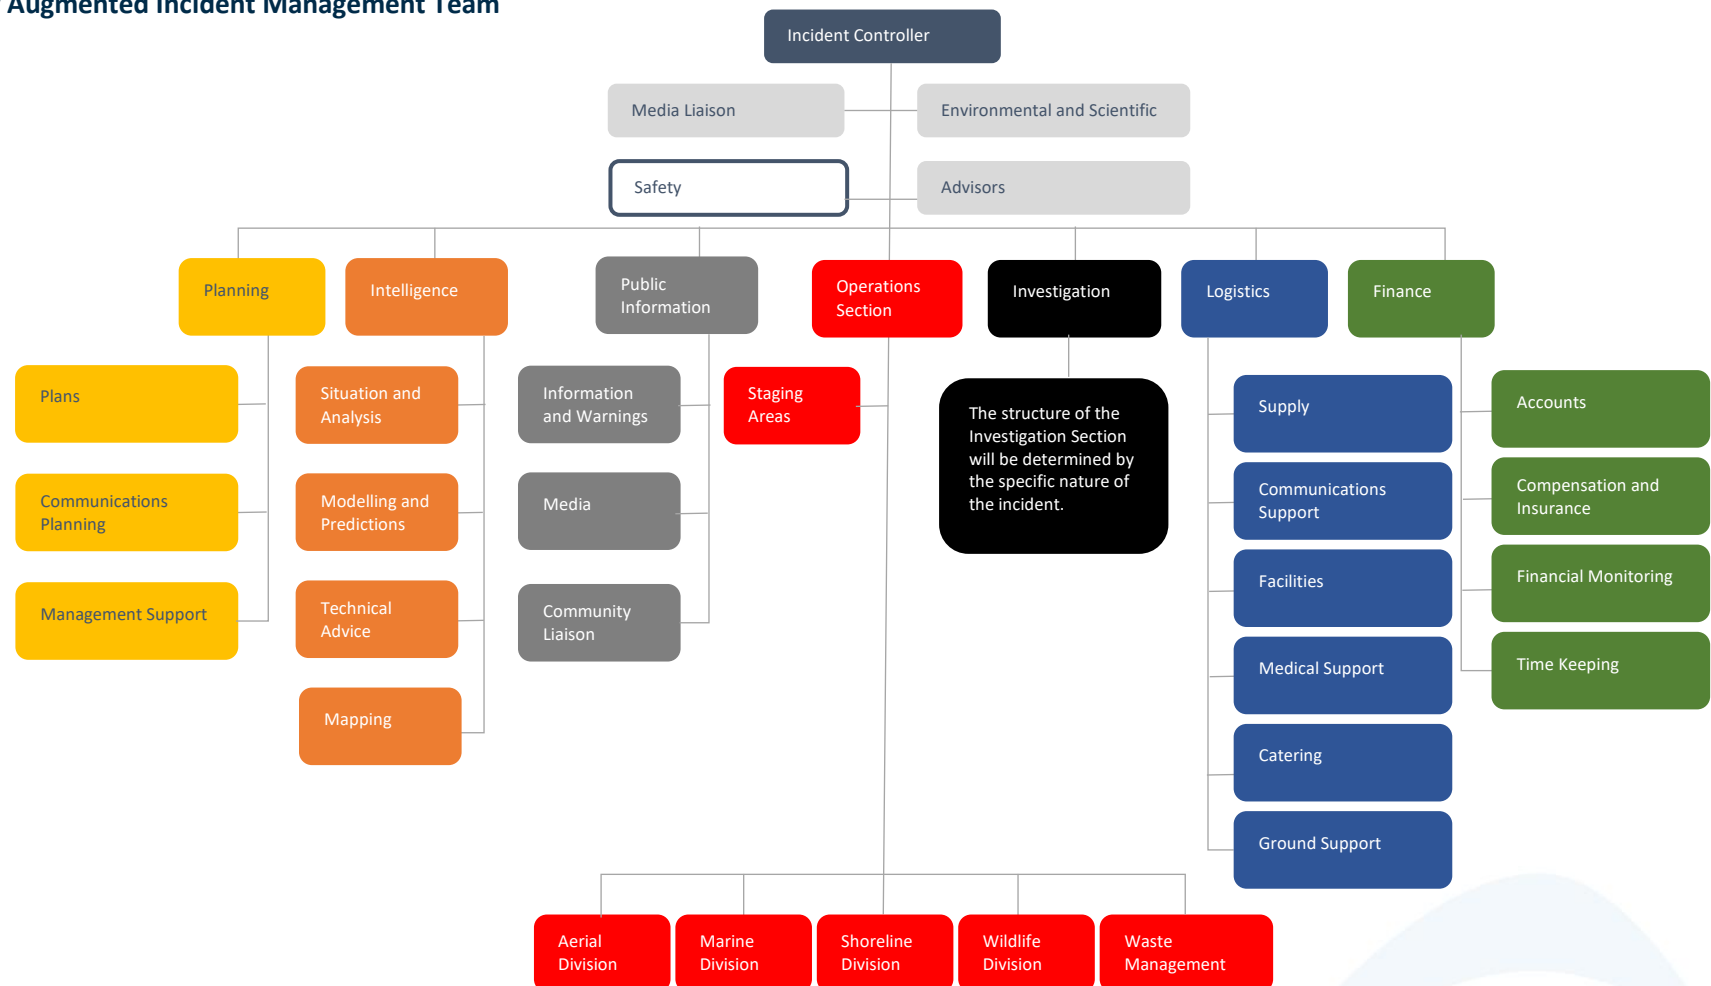 Augmented Incident Management Team
Incident Controller
Media Liaison
Environmental and Scientific
Safety
Advisors
Planning
Intelligence
Public
Information
Operations
Section
Investigation
Logistics
Finance
Plans
Communications
Planning
Management Support
Situation and
Analysis
Modelling and
Predictions
Technical
Advice
Mapping
Information
and Warnings
Media
Community
Liaison
Staging
Areas
The structure of the
Investigation Section
will be determined by
the specific nature of
the incident.
Supply
Communications
Support
Facilities
Medical Support
Catering
Ground Support
Accounts
Compensation and
Insurance
Financial Monitoring
Time Keeping
Aerial
Division
Marine
Division
Shoreline
Division
Wildlife
Division
Waste
Management